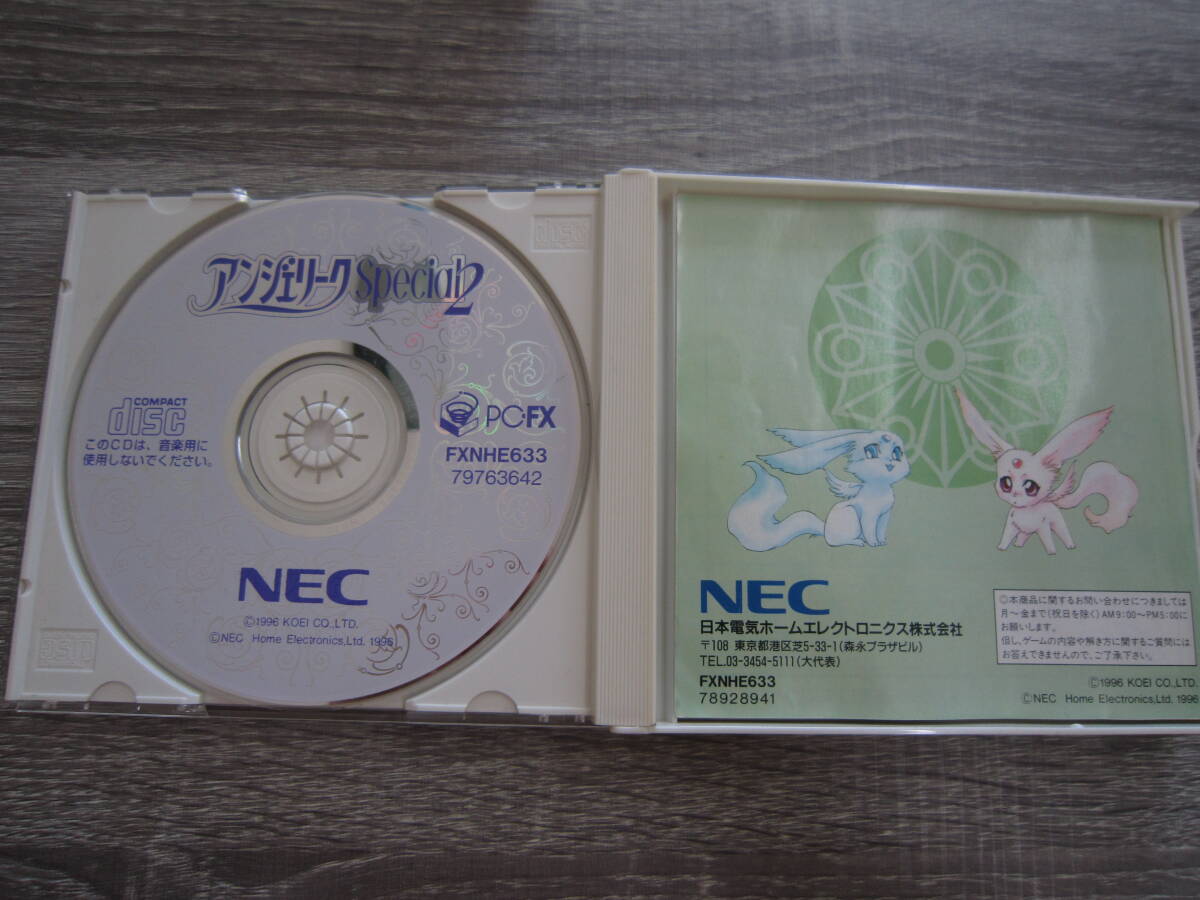 アンジェリーク Special2
COMPACT
disc
このCDは、音楽用に
使用しないでください。
PC-FX
FXNHE633
79763642
NEC
©1996 KOEI CO.,LTD.
©NEC Home Electronics,Ltd. 1996
disc
disc
NEC
日本電気ホームエレクトロニクス株式会社
〒108 東京都港区芝5-33-1(森永プラザビル)
TEL.03-3454-5111(大代表)
FXNHE633
78928941
◎本商品に関するお問い合わせにつきましては
月〜金まで(祝日を除く)AM9:00〜PM5:00に
お願いします。
但し、ゲームの内容や解き方に関するご質問には
お答えできませんので、ご了承下さい。
©1996 KOEI CO.,LTD.
©NEC Home Electronics,Ltd. 1996